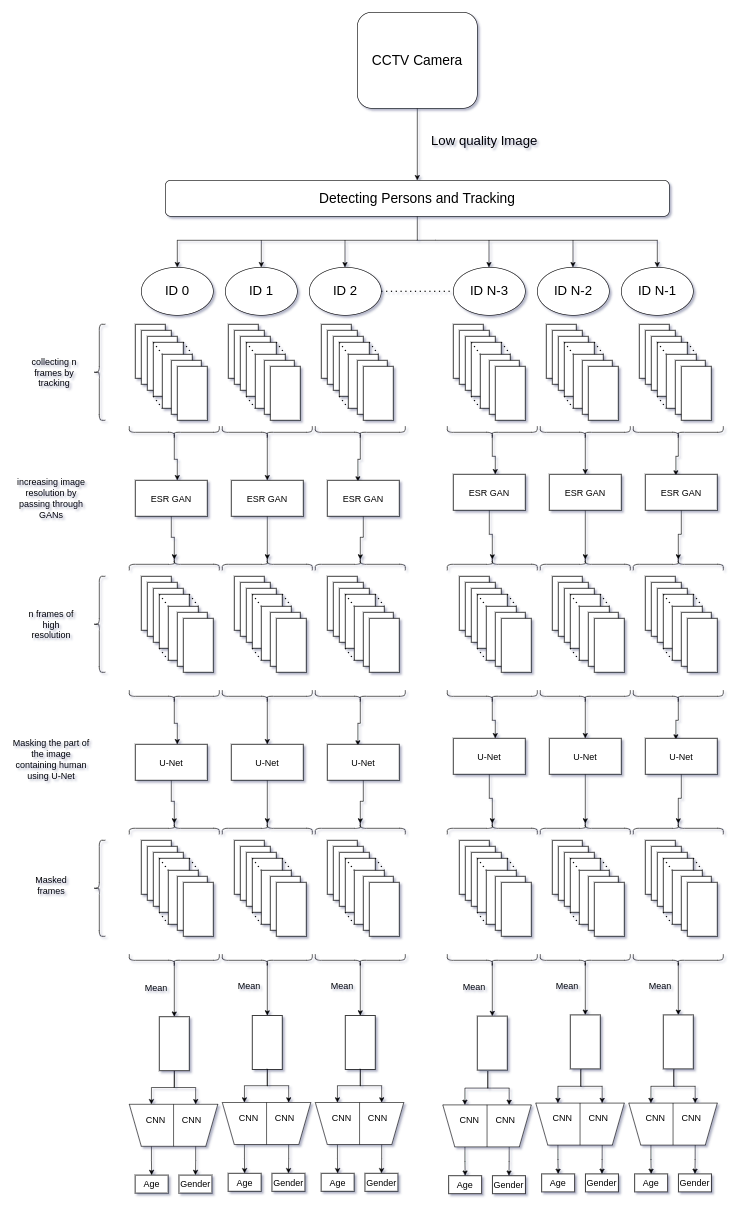 CCTV Camera
Low quality Image
Detecting Persons and Tracking
ID 0
ID 1
ID 2
ID N-3
ID N-2
ID N-1
collecting n
frames by
tracking
increasing image
resolution by
passing through
GANs
ESR GAN
ESR GAN
ESR GAN
ESR GAN
ESR GAN
ESR GAN
n frames of
high
resolution
Masking the part of
the image
containing human
using U-Net
U-Net
U-Net
U-Net
U-Net
U-Net
U-Net
Masked
frames
Mean
Mean
Mean
Mean
Mean
Mean
CNN
CNN
CNN
CNN
CNN
CNN
CNN
CNN
CNN
CNN
CNN
CNN
Age
Gender
Age
Gender
Age
Gender
Age
Gender
Age
Gender
Age
Gender